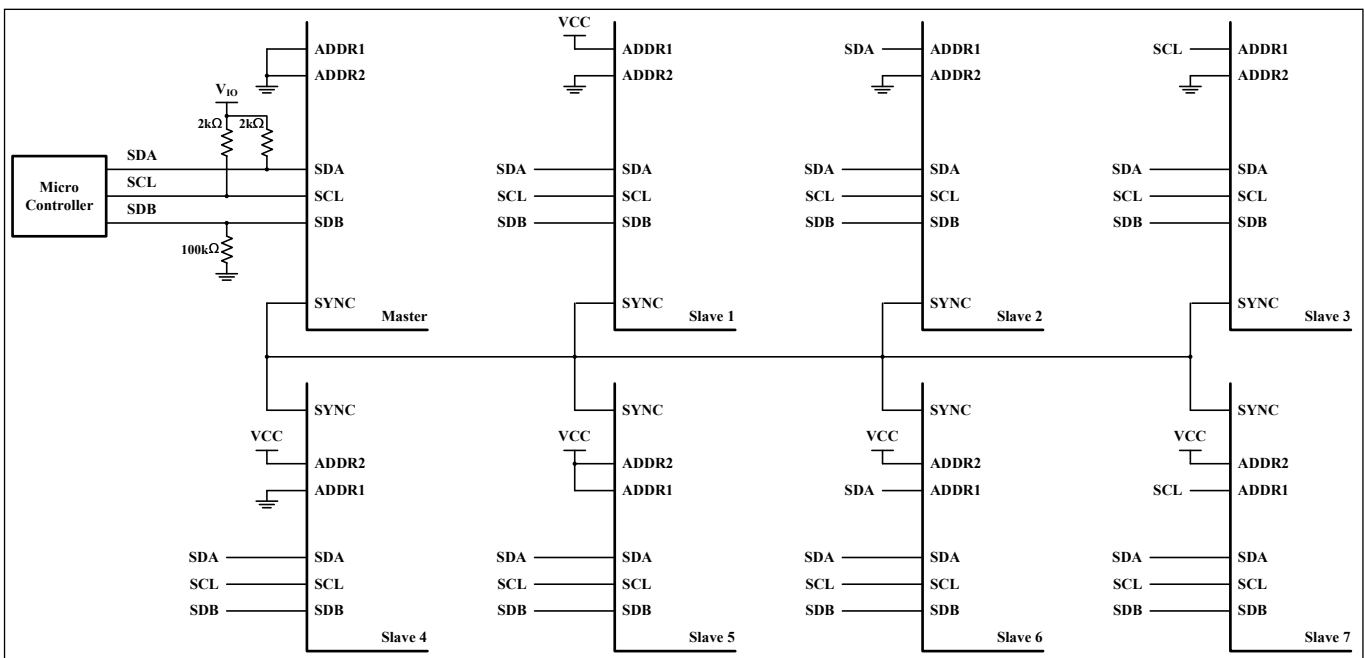 VCC
ADDR1 ADDR1 SDA ADDR1 SCL ADDR1
ADDR2 ADDR2 ADDR2 ADDR2
VIO
2kΩ 2kΩ
SDA SDA SDA SDA SDA SDA SDA SDA
Micro Controller
SCL SCL SCL SCL SCL SCL SCL SCL
SDB SDB SDB SDB SDB SDB SDB SDB
100kΩ
SYNC SYNC SYNC SYNC
Master Slave 1 Slave 2 Slave 3
SYNC SYNC SYNC SYNC
VCC VCC VCC VCC
ADDR2 ADDR2 ADDR2 ADDR2
ADDR1 ADDR1 SDA ADDR1 SCL ADDR1
SDA SDA SDA SDA SDA SDA SDA SDA
SCL SCL SCL SCL SCL SCL SCL SCL
SDB SDB SDB SDB SDB SDB SDB SDB
Slave 4 Slave 5 Slave 6 Slave 7